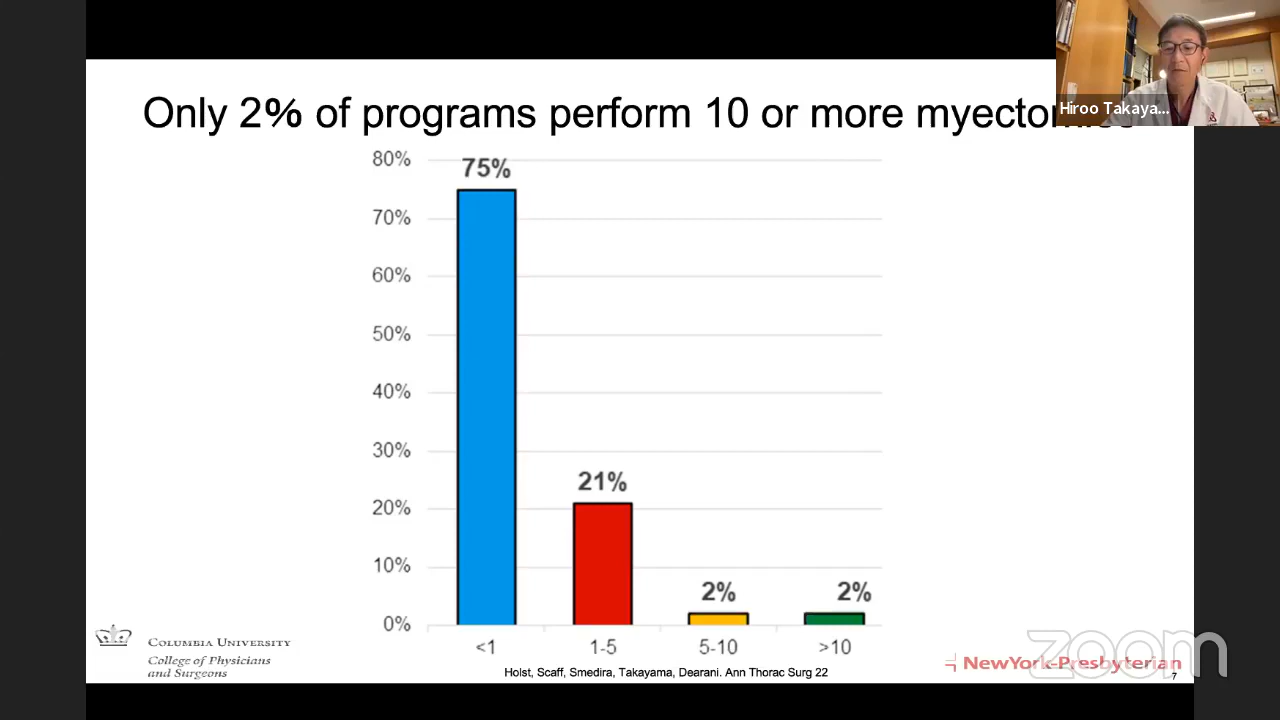 Only 2% of programs perform 10 or more
Hiroo Takaya...
80%
75%
70%
60%
50%
40%
30%
21%
20%
10%
2%
2%
0%
<1
1-5
5-10
>10
COLUMBIA UNIVERSITY
College of Physicians
and Surgeons
Holst, Scaff, Smedira, Takayama, Dearani. Ann Thorac Surg 22
NewYork-Presbyterian
7
zoom